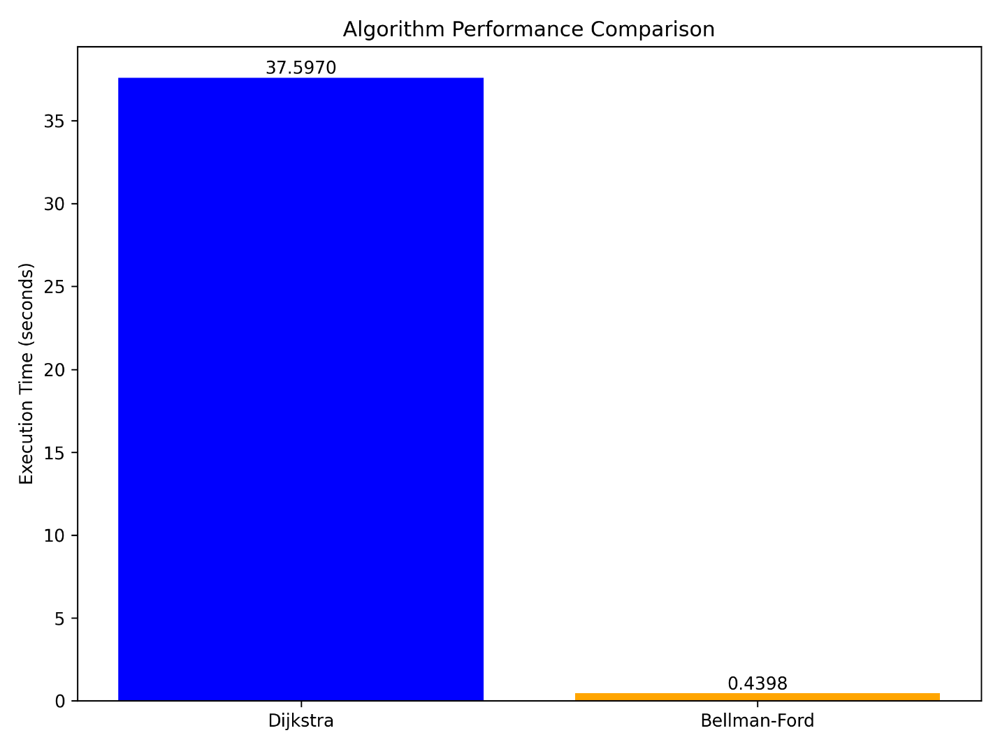 Algorithm Performance Comparison
37.5970
35
30
25
20
15
10
5
0
Execution Time (seconds)
0.4398
Dijkstra
Bellman-Ford